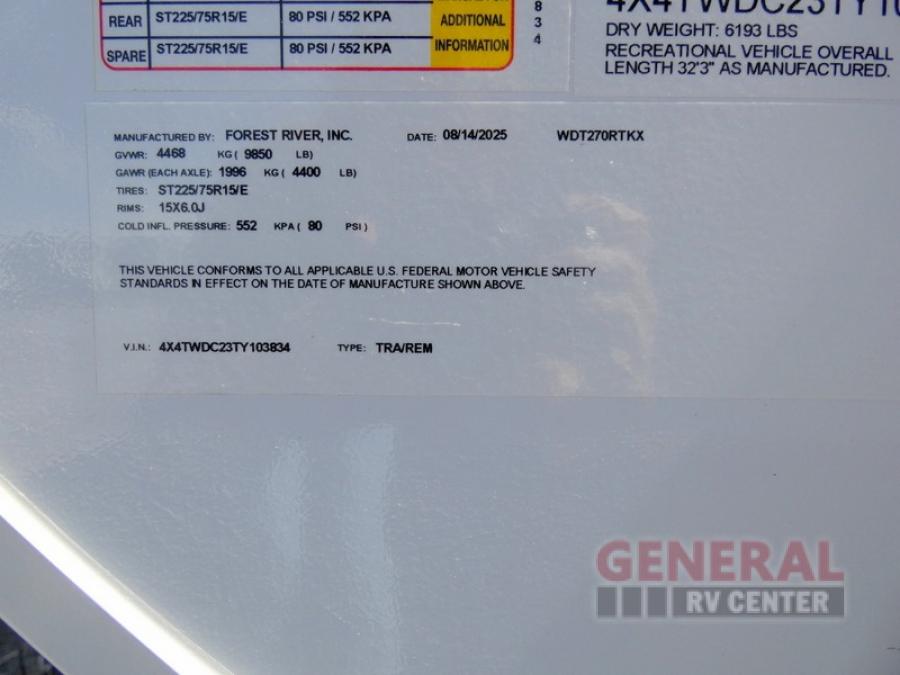 REAR ST225/75R15/E 80 PSI / 552 KPA
SPARE ST225/75R15/E 80 PSI / 552 KPA
ADDITIONAL
INFORMATION
8
3
4
DRY WEIGHT: 6193 LBS
RECREATIONAL VEHICLE OVERALL
LENGTH 32'3" AS MANUFACTURED.
MANUFACTURED BY: FOREST RIVER, INC. DATE: 08/14/2025 WDT270RTKX
GVWR: 4468 KG ( 9850 LB)
GAWR (EACH AXLE): 1996 KG ( 4400 LB)
TIRES: ST225/75R15/E
RIMS: 15X6.0J
COLD INFL. PRESSURE: 552 KPA ( 80 PSI )
THIS VEHICLE CONFORMS TO ALL APPLICABLE U.S. FEDERAL MOTOR VEHICLE SAFETY
STANDARDS IN EFFECT ON THE DATE OF MANUFACTURE SHOWN ABOVE.
V.I.N.: 4X4TWDC23TY103834 TYPE: TRA/REM
GENERAL
RV CENTER